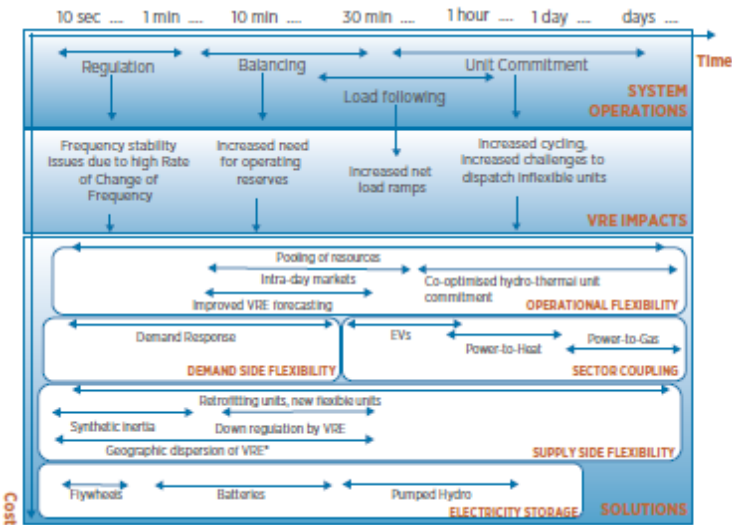 10 sec .... 1 min .... 10 min .... 30 min .... 1 hour .... 1 day .... days ....
Time
Regulation
Balancing
Unit Commitment
Load following
SYSTEM
OPERATIONS
Frequency stability
Issues due to high Rate
of Change of
Frequency
Increased need
for operating
reserves
Increased net
load ramps
Increased cycling,
Increased challenges to
dispatch inflexible units
VRE IMPACTS
Pooling of resources
Intra-day markets
Improved VRE forecasting
Co-optimised hydro-thermal unit
commitment
OPERATIONAL FLEXIBILITY
Demand Response
DEMAND SIDE FLEXIBILITY
EVs
Power-to-Heat
Power-to-Gas
SECTOR COUPLING
Retrofitting units, new flexible units
Synthetic inertia
Down regulation by VRE
Geographic dispersion of VRE*
SUPPLY SIDE FLEXIBILITY
Flywheels
Batteries
Pumped Hydro
ELECTRICITY STORAGE
SOLUTIONS
Cost